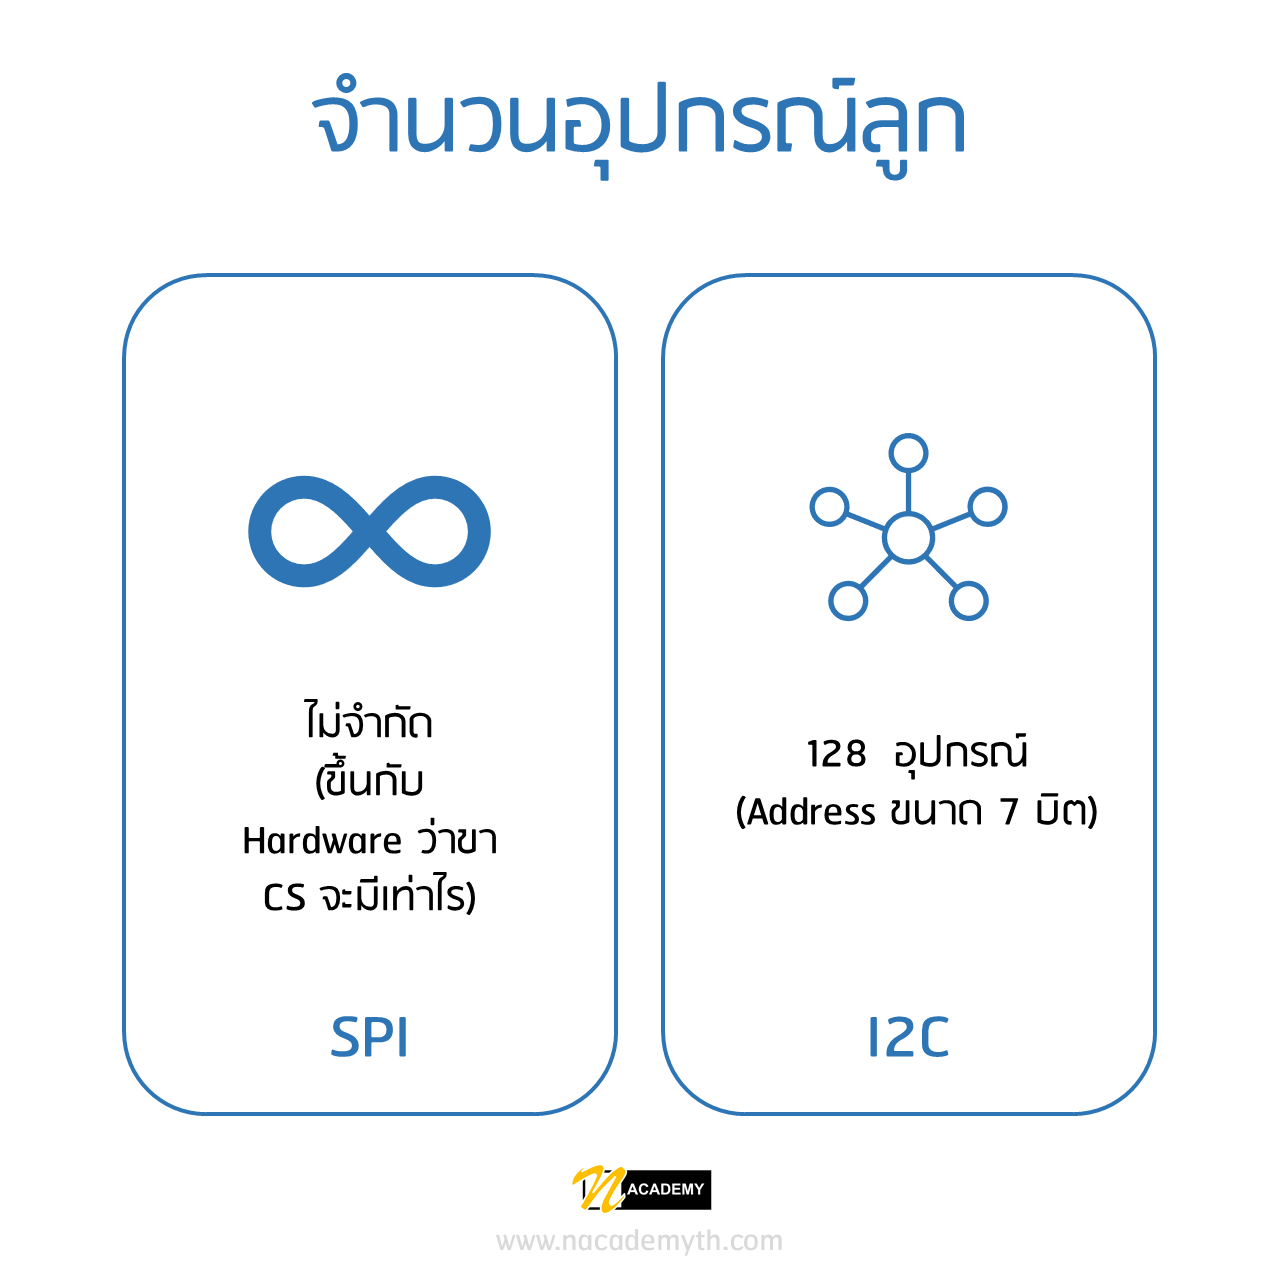 จำนวนอุปกรณ์ลูก
ไม่จำกัด
(ขึ้นกับ
Hardware ว่าขา
CS จะมีเท่าไร)
SPI
128 อุปกรณ์
(Address ขนาด 7 บิต)
I2C
N ACADEMY
www.nacademyth.com